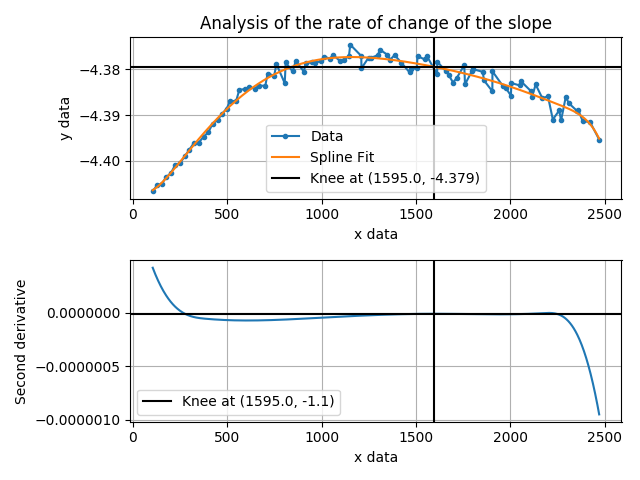 Analysis of the rate of change of the slope
y data
−4.38
−4.39
−4.40
Data
Spline Fit
Knee at (1595.0, -4.379)
0 500 1000 1500 2000 2500
x data
Second derivative
0.0000000
−0.0000005
−0.0000010
Knee at (1595.0, -1.1)
0 500 1000 1500 2000 2500
x data